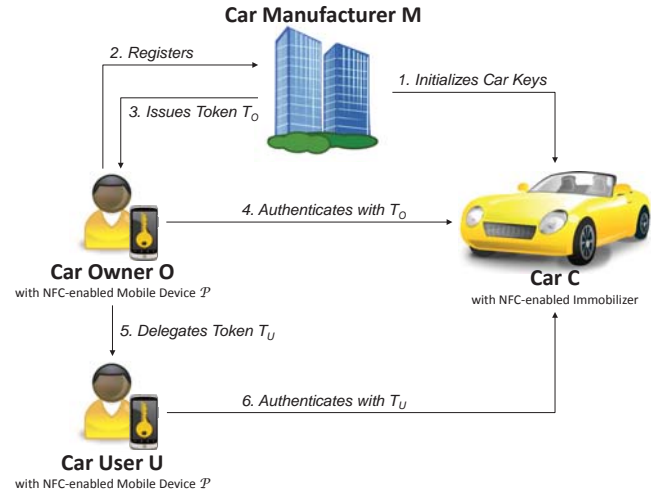 Car Manufacturer M
2. Registers
1. Initializes Car Keys
3. Issues Token T_O
4. Authenticates with T_O
Car Owner O
with NFC-enabled Mobile Device 𝒫
Car C
with NFC-enabled Immobilizer
5. Delegates Token T_U
6. Authenticates with T_U
Car User U
with NFC-enabled Mobile Device 𝒫